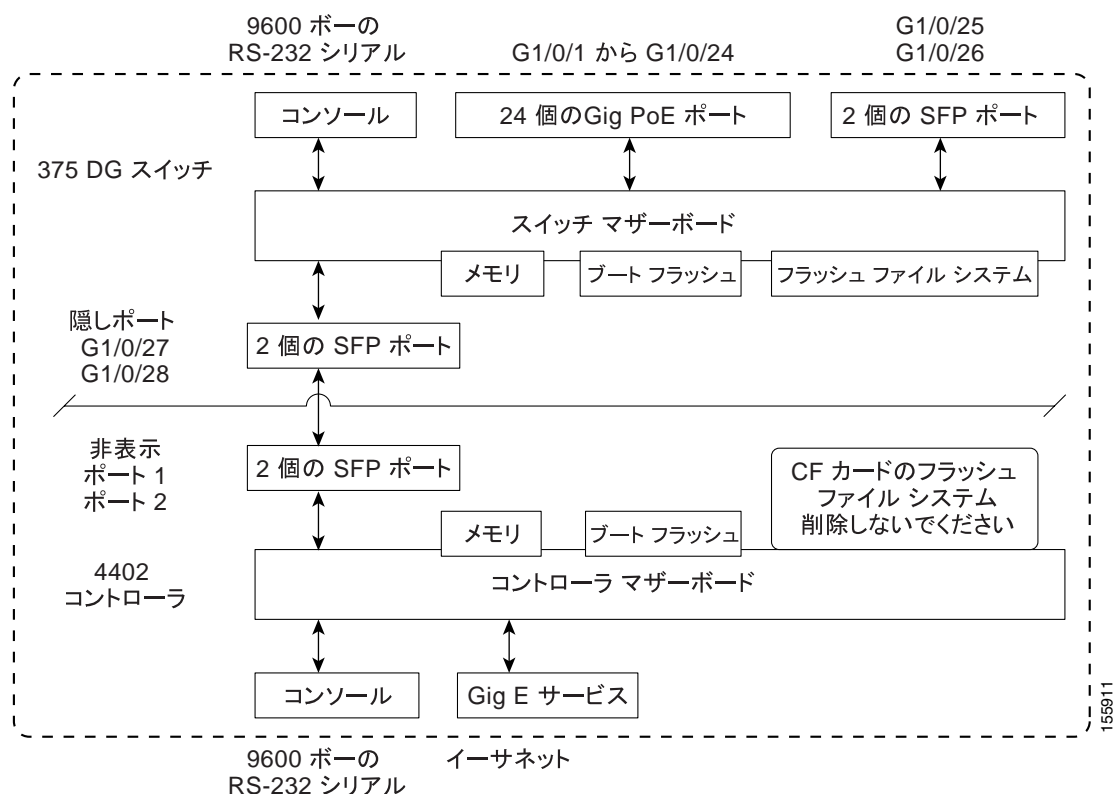 9600 ボーの
RS-232 シリアル
G1/0/1 から G1/0/24
G1/0/25
G1/0/26
コンソール
24 個のGig PoE ポート
2 個の SFP ポート
375 DG スイッチ
スイッチ マザーボード
メモリ
ブート フラッシュ
フラッシュ ファイル システム
隠しポート
G1/0/27
G1/0/28
2 個の SFP ポート
非表示
ポート 1
ポート 2
2 個の SFP ポート
CF カードのフラッシュ
ファイル システム
削除しないでください
メモリ
ブート フラッシュ
4402
コントローラ
コントローラ マザーボード
コンソール
Gig E サービス
9600 ボーの
RS-232 シリアル
イーサネット
155911